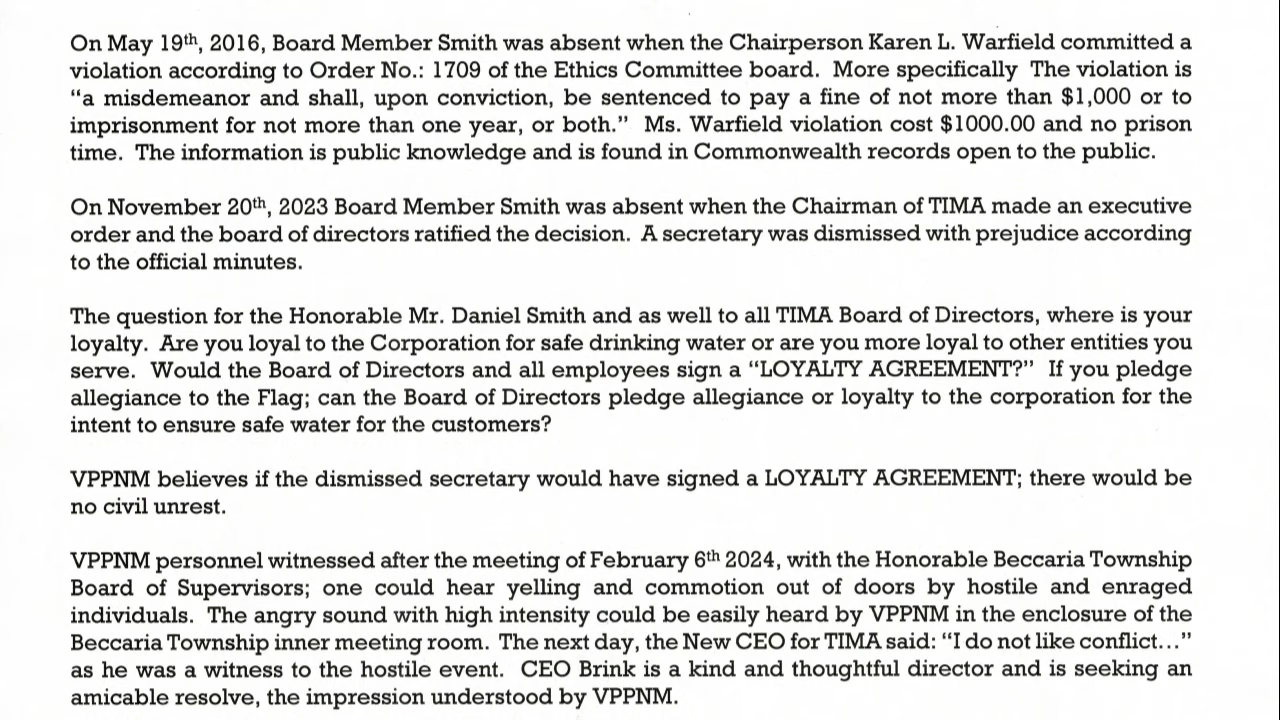 On May 19th, 2016, Board Member Smith was absent when the Chairperson Karen L. Warfield committed a
violation according to Order No.: 1709 of the Ethics Committee board.  More specifically  The violation is
“a misdemeanor and shall, upon conviction, be sentenced to pay a fine of not more than $1,000 or to
imprisonment for not more than one year, or both.”  Ms. Warfield violation cost $1000.00 and no prison
time.  The information is public knowledge and is found in Commonwealth records open to the public.
On November 20th, 2023 Board Member Smith was absent when the Chairman of TIMA made an executive
order and the board of directors ratified the decision.  A secretary was dismissed with prejudice according
to the official minutes.
The question for the Honorable Mr. Daniel Smith and as well to all TIMA Board of Directors, where is your
loyalty.  Are you loyal to the Corporation for safe drinking water or are you more loyal to other entities you
serve.  Would the Board of Directors and all employees sign a “LOYALTY AGREEMENT?”  If you pledge
allegiance to the Flag; can the Board of Directors pledge allegiance or loyalty to the corporation for the
intent to ensure safe water for the customers?
VPPNM believes if the dismissed secretary would have signed a LOYALTY AGREEMENT; there would be
no civil unrest.
VPPNM personnel witnessed after the meeting of February 6th 2024, with the Honorable Beccaria Township
Board of Supervisors; one could hear yelling and commotion out of doors by hostile and enraged
individuals.  The angry sound with high intensity could be easily heard by VPPNM in the enclosure of the
Beccaria Township inner meeting room.  The next day, the New CEO for TIMA said: “I do not like conflict…”
as he was a witness to the hostile event.  CEO Brink is a kind and thoughtful director and is seeking an
amicable resolve, the impression understood by VPPNM.